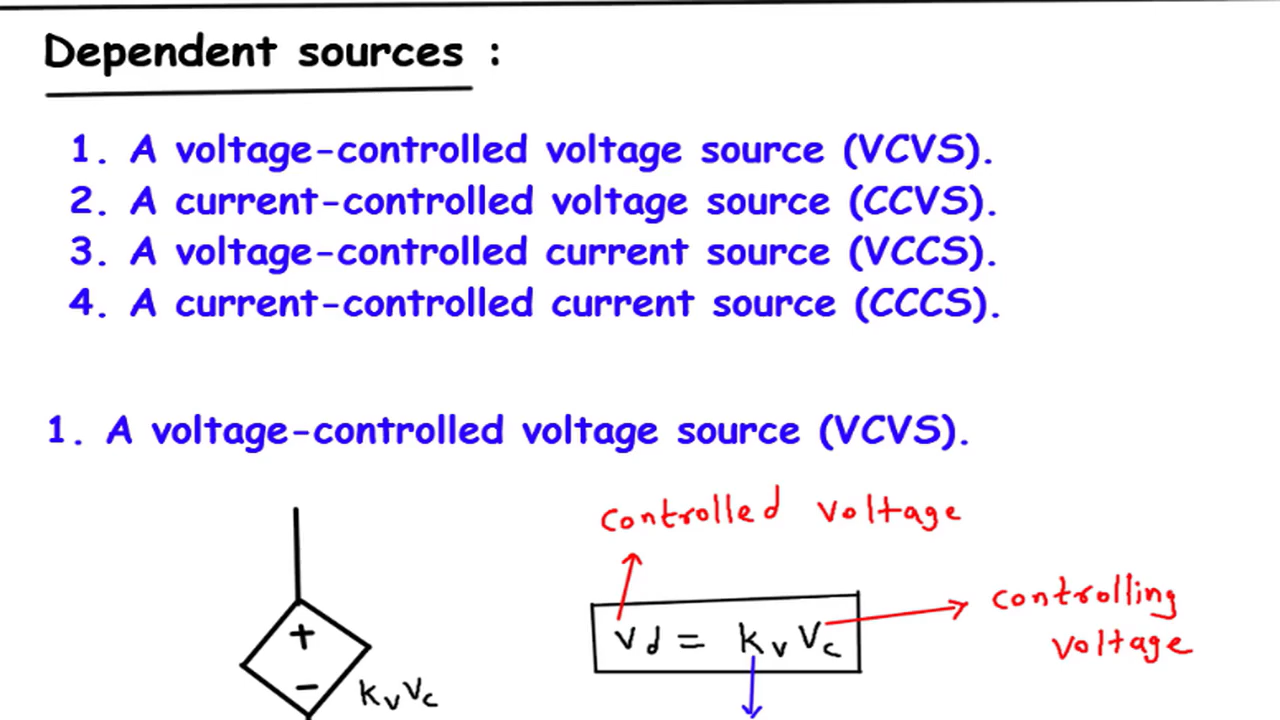 Dependent sources :
1. A voltage-controlled voltage source (VCVS).
2. A current-controlled voltage source (CCVS).
3. A voltage-controlled current source (VCCS).
4. A current-controlled current source (CCCS).
1. A voltage-controlled voltage source (VCVS).
controlled voltage
controlling
voltage
+
vd = kv Vc
-
kvVc